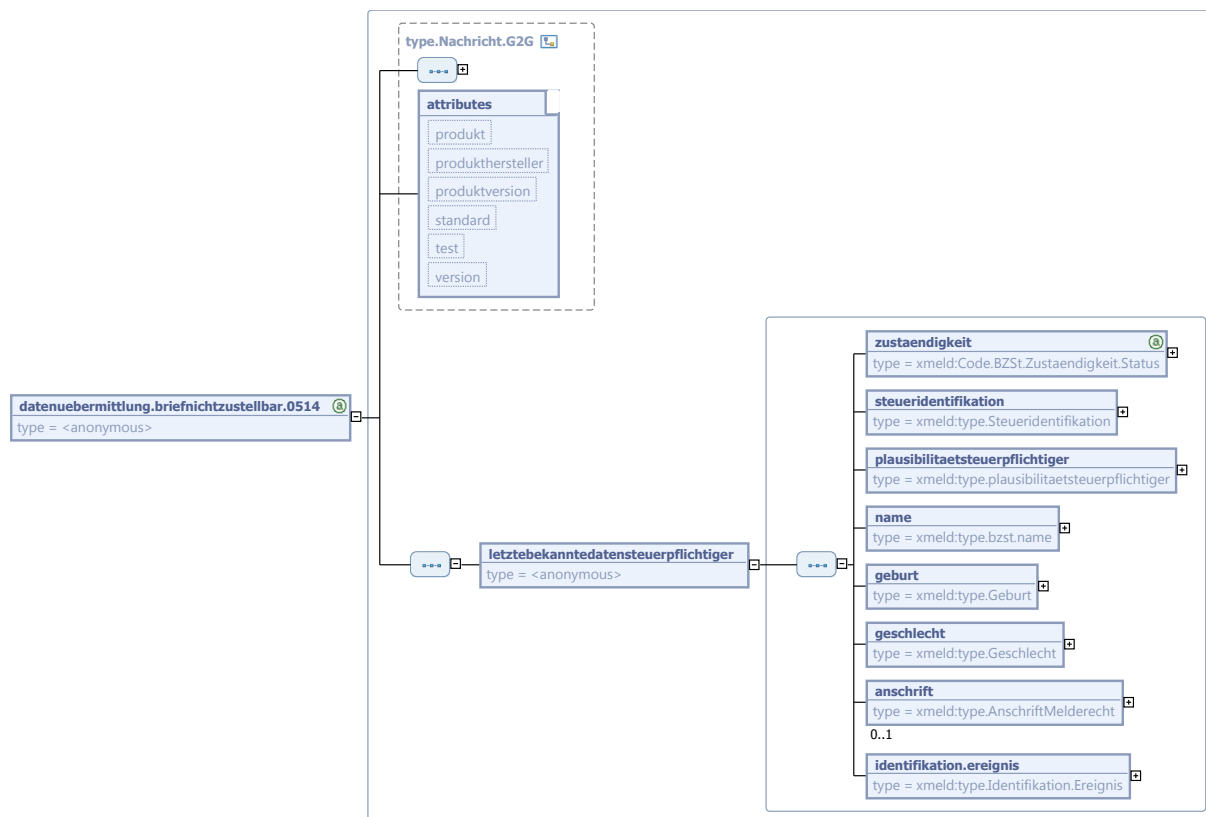 type.Nachricht.G2G
attributes
produkt
produkthersteller
produktversion
standard
test
version
datenuebermittlung.briefnichtzustellbar.0514 a
type = <anonymous>
letztebekanntedatensteuerpflichtiger
type = <anonymous>
zustaendigkeit a
type = xmeld:Code.BZSt.Zustaendigkeit.Status
steueridentifikation
type = xmeld:type.Steueridentifikation
plausibilitaetsteuerpflichtiger
type = xmeld:type.plausibilitaetsteuerpflichtiger
name
type = xmeld:type.bzst.name
geburt
type = xmeld:type.Geburt
geschlecht
type = xmeld:type.Geschlecht
anschrift
type = xmeld:type.AnschriftMelderecht
0..1
identifikation.ereignis
type = xmeld:type.Identifikation.Ereignis